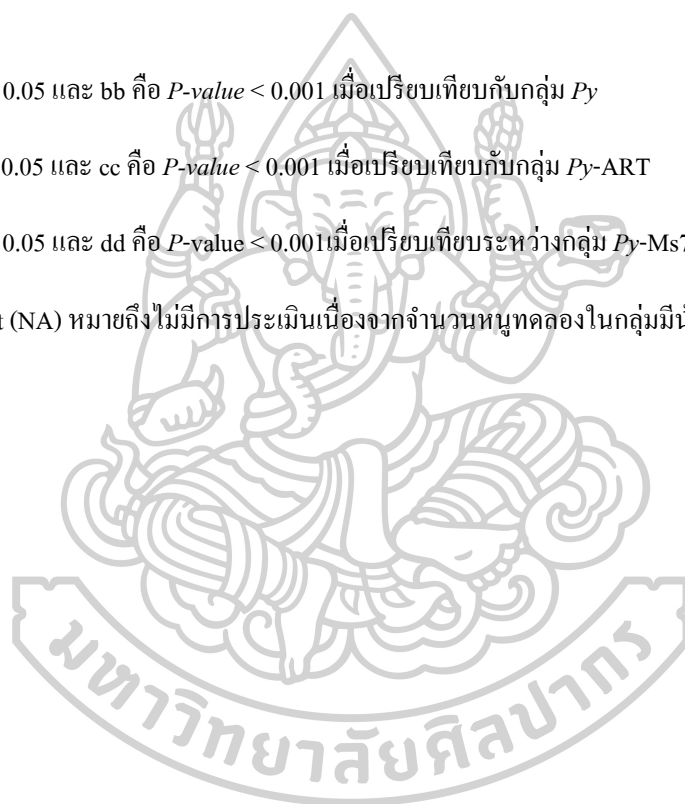 0.05 และ bb คือ P-value < 0.001 เมื่อเปรียบเทียบกับกลุ่ม Py
0.05 และ cc คือ P-value < 0.001 เมื่อเปรียบเทียบกับกลุ่ม Py-ART
0.05 และ dd คือ P-value < 0.001เมื่อเปรียบเทียบระหว่างกลุ่ม Py-Ms7
t (NA) หมายถึงไม่มีการประเมินเนื่องจากจำนวนหนูทดลองในกลุ่มมี
มหาวิทยาลัยศิลปากร